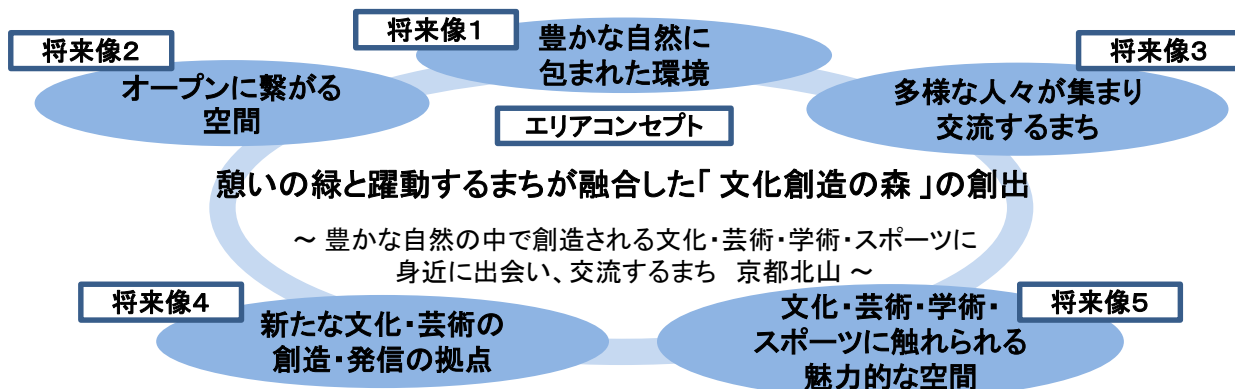 将来像1
豊かな自然に
包まれた環境
将来像2
オープンに繋がる
空間
将来像3
多様な人々が集まり
交流するまち
エリアコンセプト
憩いの緑と躍動するまちが融合した「 文化創造の森 」の創出
～ 豊かな自然の中で創造される文化・芸術・学術・スポーツに
身近に出会い、交流するまち　京都北山 ～
将来像4
新たな文化・芸術の
創造・発信の拠点
将来像5
文化・芸術・学術・
スポーツに触れられる
魅力的な空間